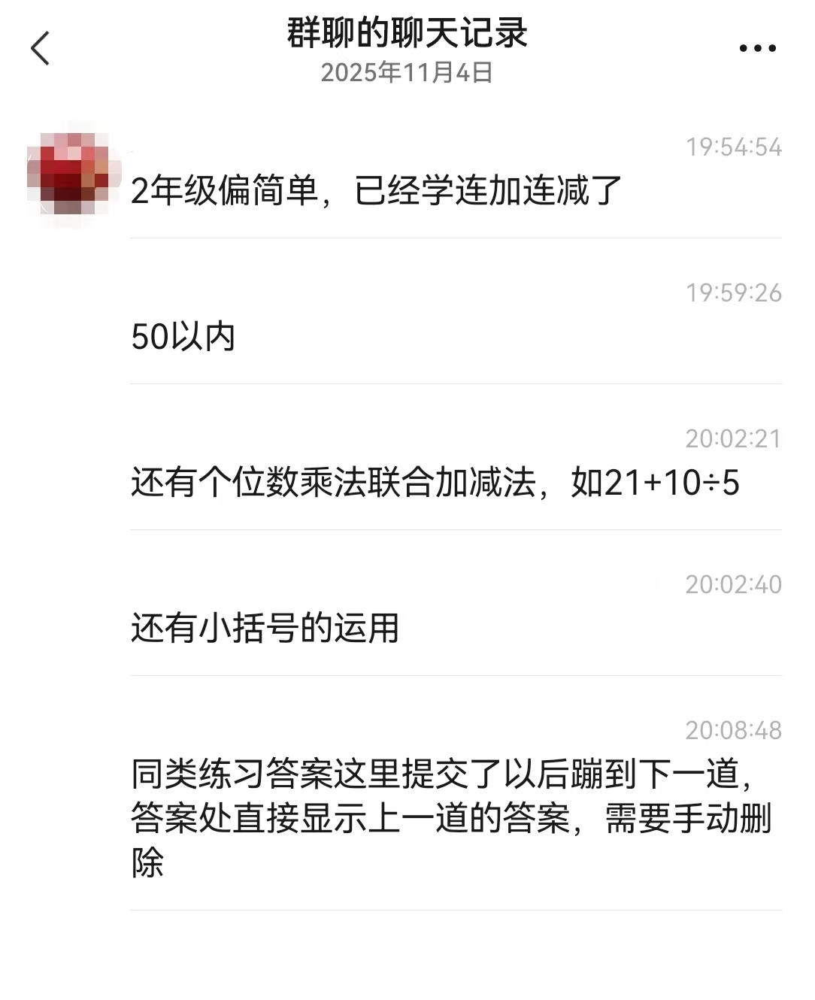 群聊的聊天记录
2025年11月4日
19:54:54
2年级偏简单，已经学连加连减了
19:59:26
50以内
20:02:21
还有个位数乘法联合加减法，如21+10÷5
20:02:40
还有小括号的运用
20:08:48
同类练习答案这里提交了以后蹦到下一道，
答案处直接显示上一道的答案，需要手动删
除